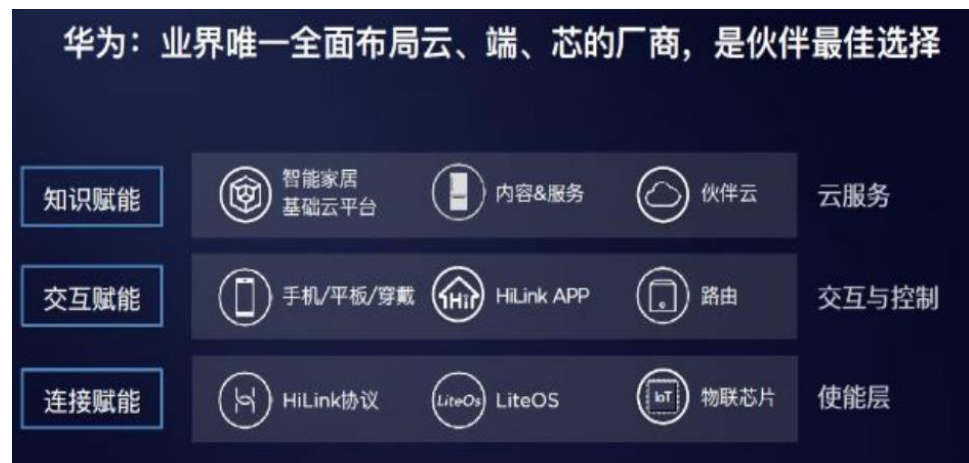 华为：业界唯一全面布局云、端、芯的厂商，是伙伴最佳选择
知识赋能
智能家居
基础云平台
内容&服务
伙伴云
云服务
交互赋能
手机/平板/穿戴
Hi
HiLink APP
路由
交互与控制
连接赋能
HiLink协议
LiteOs
LiteOS
IoT
物联芯片
使能层